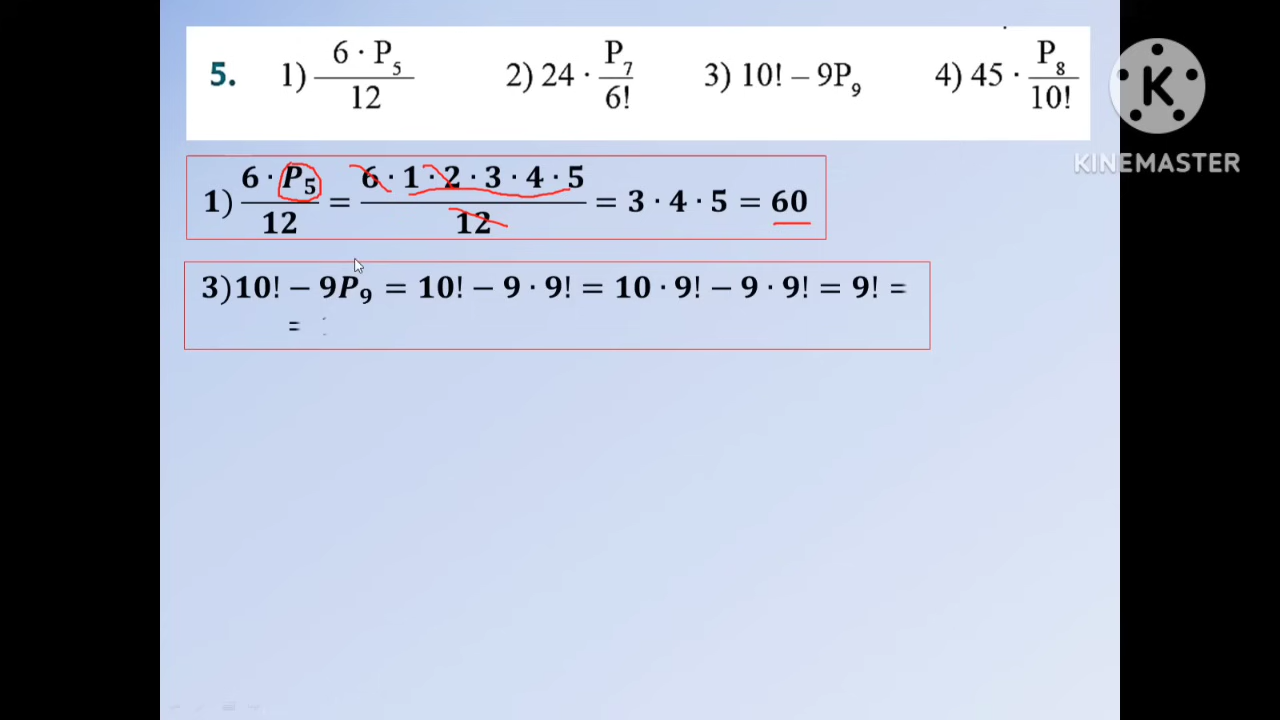 5. 1) 6 · P₅ / 12 2) 24 · P₇ / 6! 3) 10! – 9P₉ 4) 45 · P₈ / 10!
K
KINEMASTER
1) 6 · P₅ / 12 = 6 · 1 · 2 · 3 · 4 · 5 / 12 = 3 · 4 · 5 = 60
3)10! − 9P₉ = 10! − 9 · 9! = 10 · 9! − 9 · 9! = 9! =
=